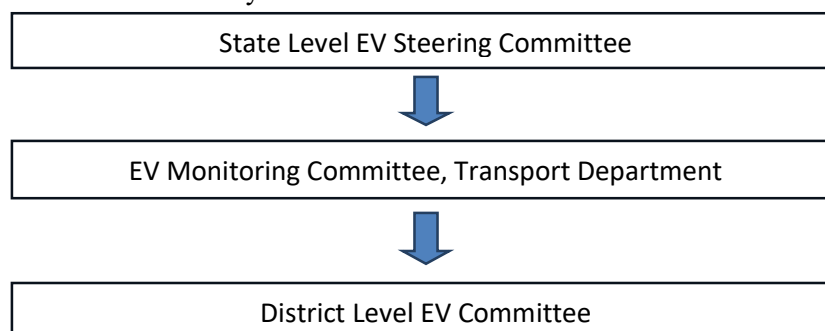 State Level EV Steering Committee
EV Monitoring Committee, Transport Department
District Level EV Committee